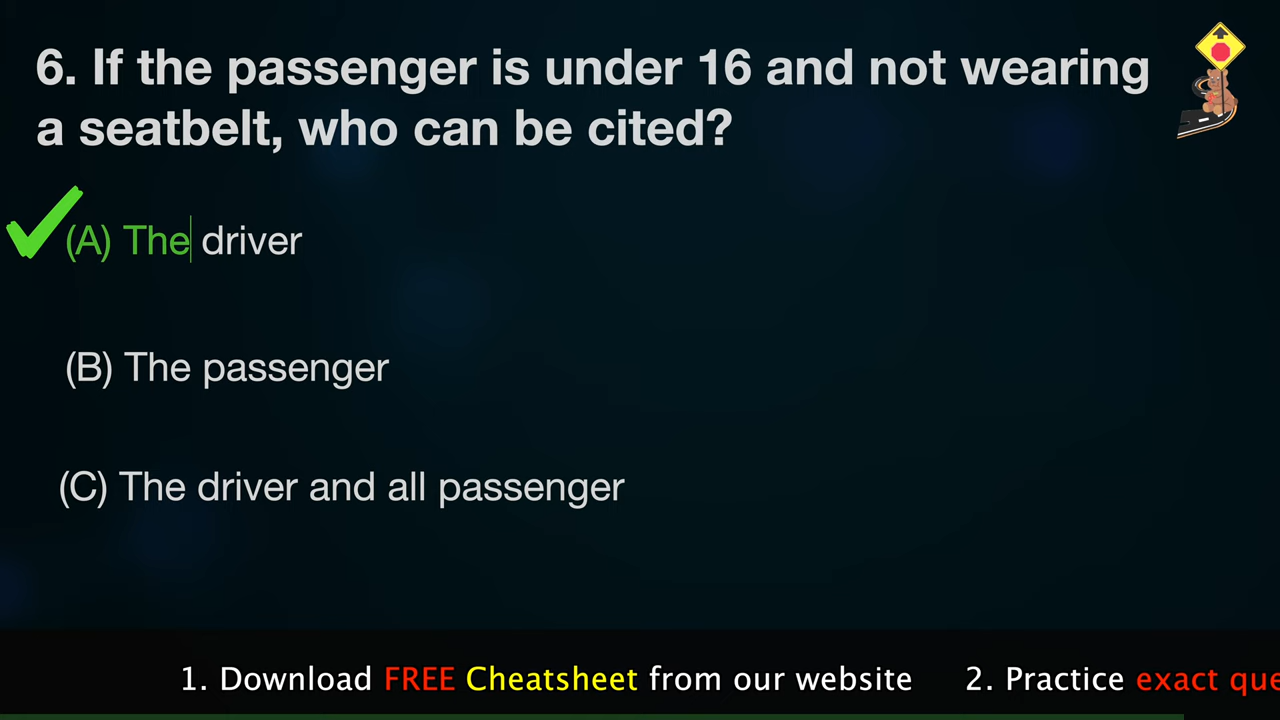 6. If the passenger is under 16 and not wearing
a seatbelt, who can be cited?
(A) The driver
(B) The passenger
(C) The driver and all passenger
1. Download FREE Cheatsheet from our website 2. Practice exact que